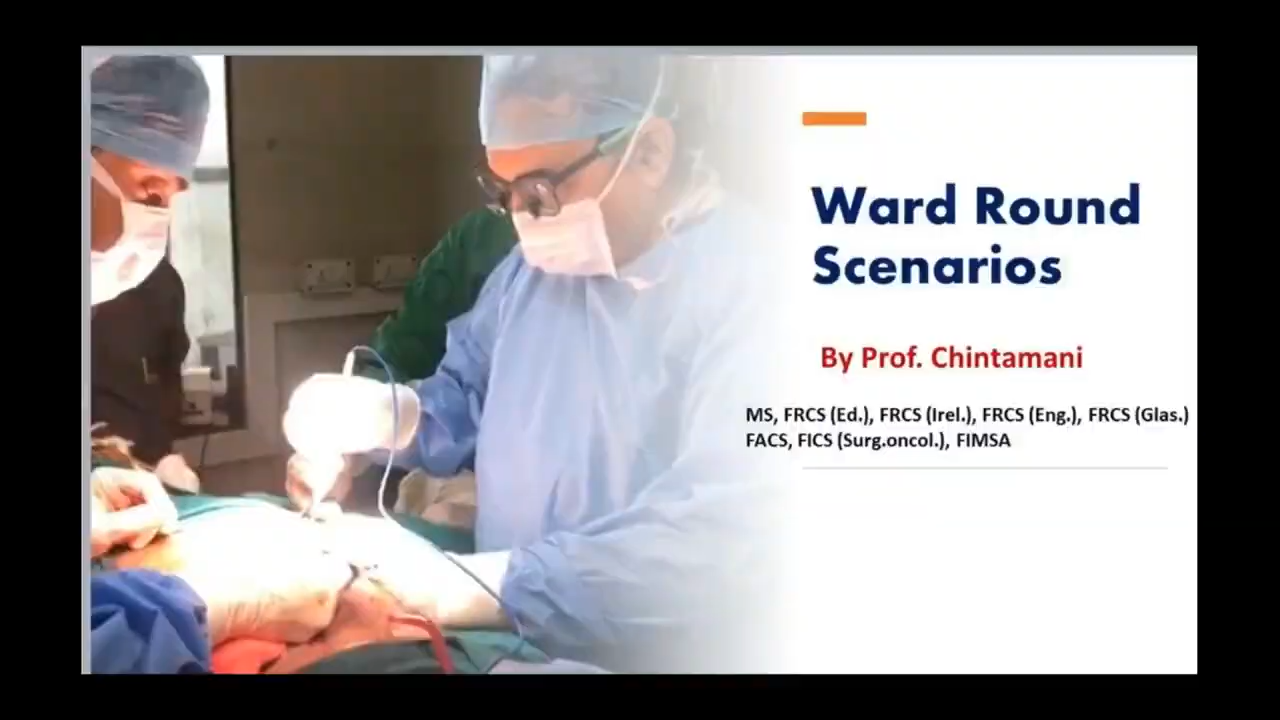 Ward Round
Scenarios
By Prof. Chintamani
MS, FRCS (Ed.), FRCS (Irel.), FRCS (Eng.), FRCS (Glas.)
FACS, FICS (Surg.oncol.), FIMSA